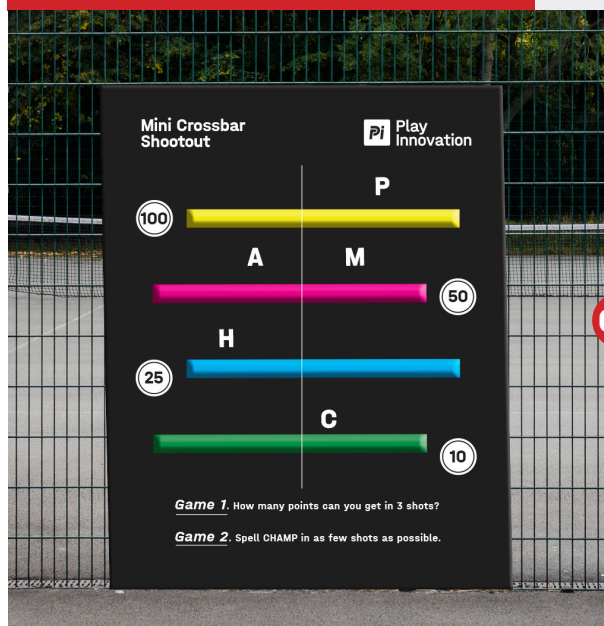 Mini Crossbar
Shootout
Pi Play
Innovation
P
100
A M
50
H
25
C
10
Game 1. How many points can you get in 3 shots?
Game 2. Spell CHAMP in as few shots as possible.